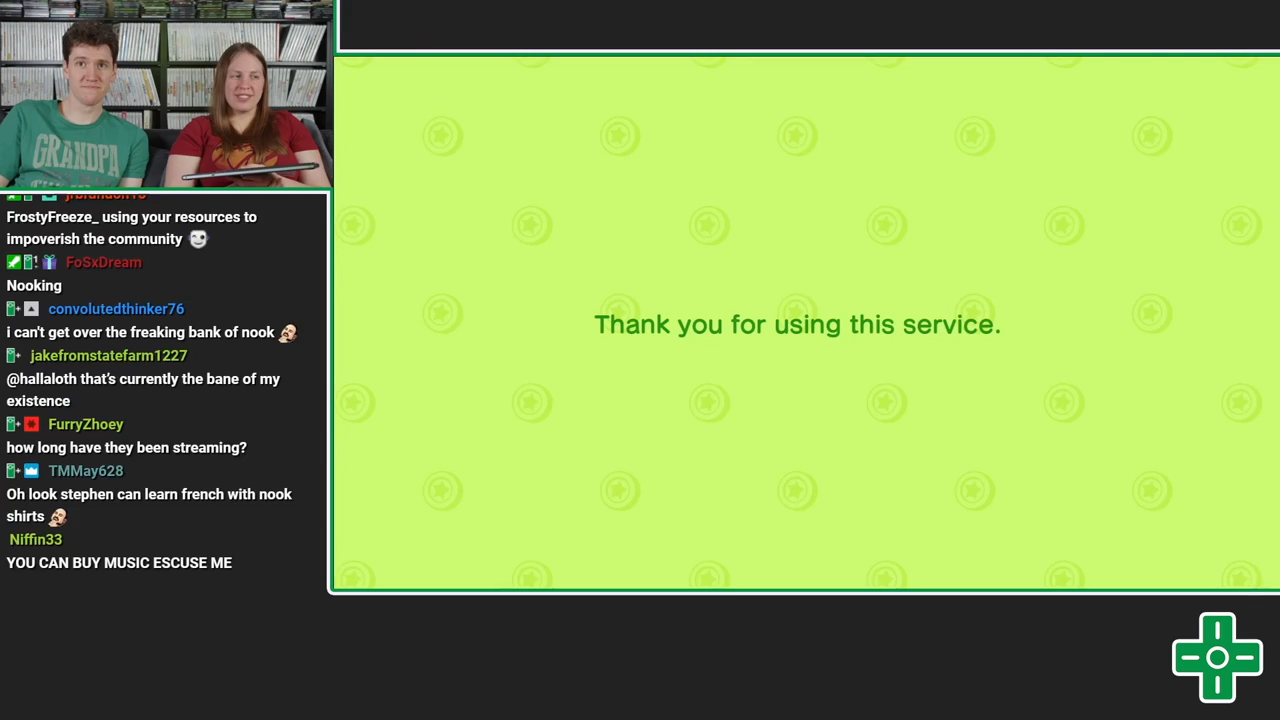 GRANDPA
FrostyFreeze_ using your resources to
impoverish the community
FoSxDream
Nooking
convolutedthinker76
i can't get over the freaking bank of nook
jakefromstatefarm1227
@hallaloth that’s currently the bane of my
existence
FurryZhoey
how long have they been streaming?
TMMay628
Oh look stephen can learn french with nook
shirts
Niffin33
YOU CAN BUY MUSIC ESCUSE ME
Thank you for using this service.